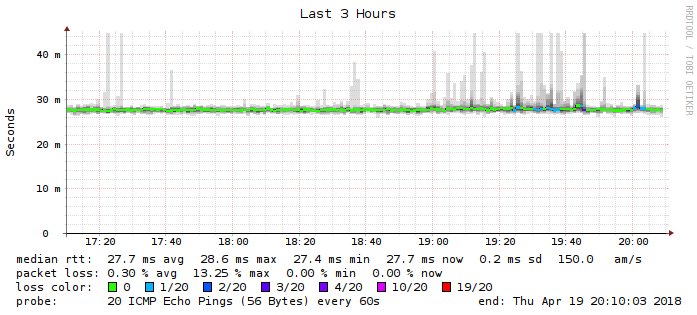 Last 3 Hours
RRDTOOL / TOBI OETIKER
Seconds
40 m
30 m
20 m
10 m
0
17:20 17:40 18:00 18:20 18:40 19:00 19:20 19:40 20:00
median rtt: 27.7 ms avg 28.6 ms max 27.4 ms min 27.7 ms now 0.2 ms sd 150.0 am/s
packet loss: 0.30 % avg 13.25 % max 0.00 % min 0.00 % now
loss color: 0 1/20 2/20 3/20 4/20 10/20 19/20
probe: 20 ICMP Echo Pings (56 Bytes) every 60s end: Thu Apr 19 20:10:03 2018